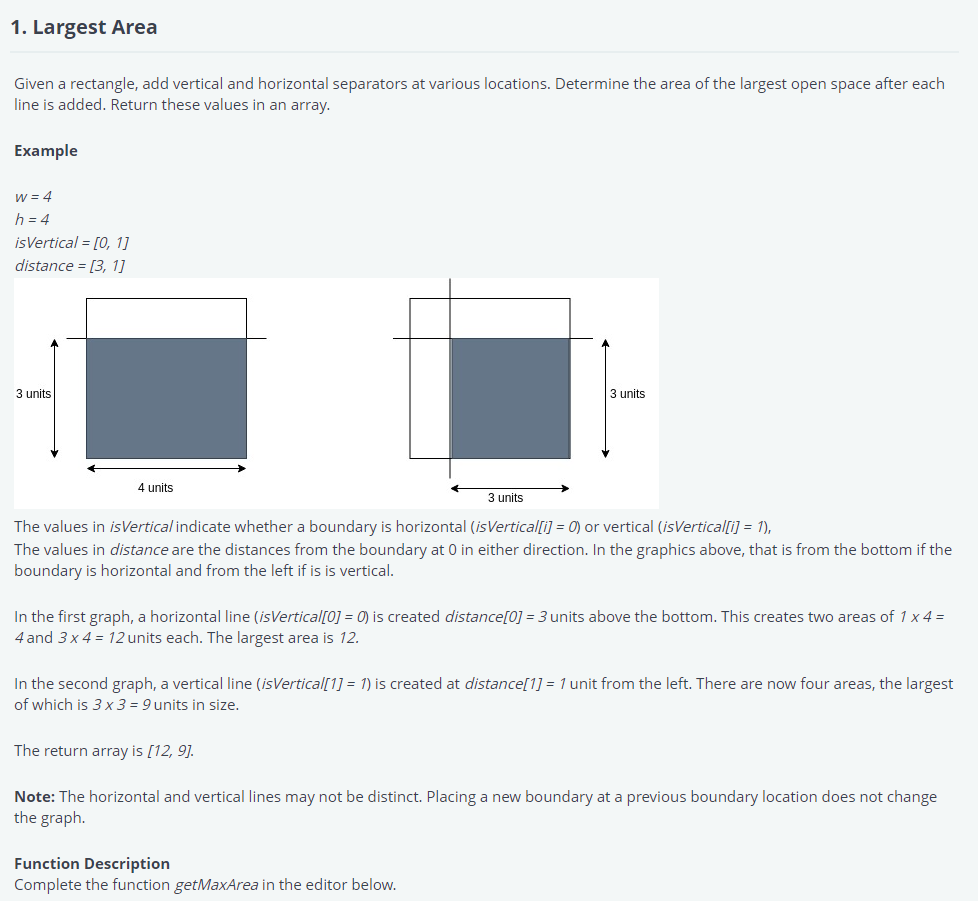 1. Largest Area
Given a rectangle, add vertical and horizontal separators at various locations. Determine the area of the largest open space after each
line is added. Return these values in an array.
Example
w = 4
h = 4
isVertical = [0, 1]
distance = [3, 1]
3 units
3 units
4 units
3 units
The values in isVertical indicate whether a boundary is horizontal (isVertical[i] = 0) or vertical (isVertical[i] = 1),
The values in distance are the distances from the boundary at 0 in either direction. In the graphics above, that is from the bottom if the
boundary is horizontal and from the left if is is vertical.
In the first graph, a horizontal line (isVertical[0] = 0) is created distance[0] = 3 units above the bottom. This creates two areas of 1 x 4 =
4 and 3 x 4 = 12 units each. The largest area is 12.
In the second graph, a vertical line (isVertical[1] = 1) is created at distance[1] = 1 unit from the left. There are now four areas, the largest
of which is 3 x 3 = 9 units in size.
The return array is [12, 9].
Note: The horizontal and vertical lines may not be distinct. Placing a new boundary at a previous boundary location does not change
the graph.
Function Description
Complete the function getMaxArea in the editor below.